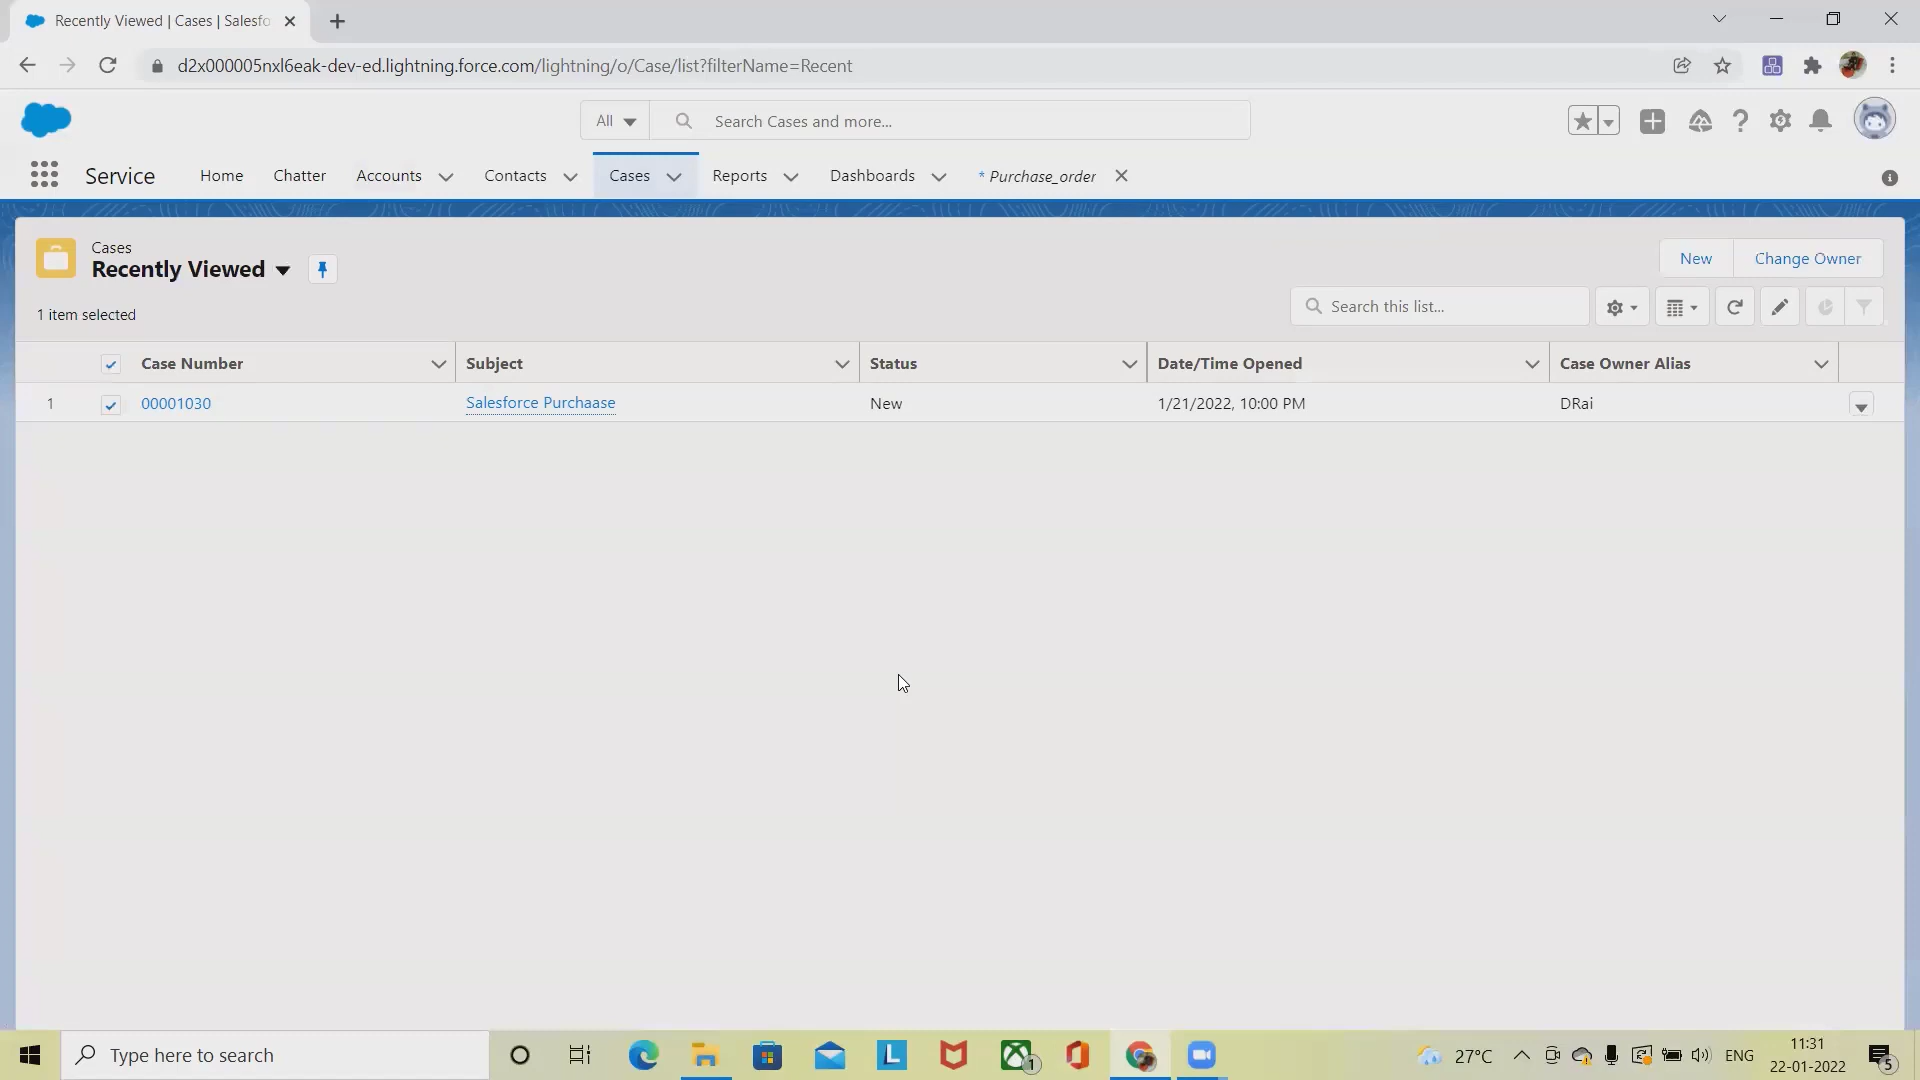 Recently Viewed | Cases | Salesfo
d2x000005nxl6eak-dev-ed.lightning.force.com/lightning/o/Case/list?filterName=Recent
All
Search Cases and more...
Service
Home
Chatter
Accounts
Contacts
Cases
Reports
Dashboards
* Purchase_order
Cases
Recently Viewed
New
Change Owner
1 item selected
Search this list...
Case Number
Subject
Status
Date/Time Opened
Case Owner Alias
1
00001030
Salesforce Purchaase
New
1/21/2022, 10:00 PM
DRai
Type here to search
L
1
27°C
ENG
11:31
22-01-2022
5